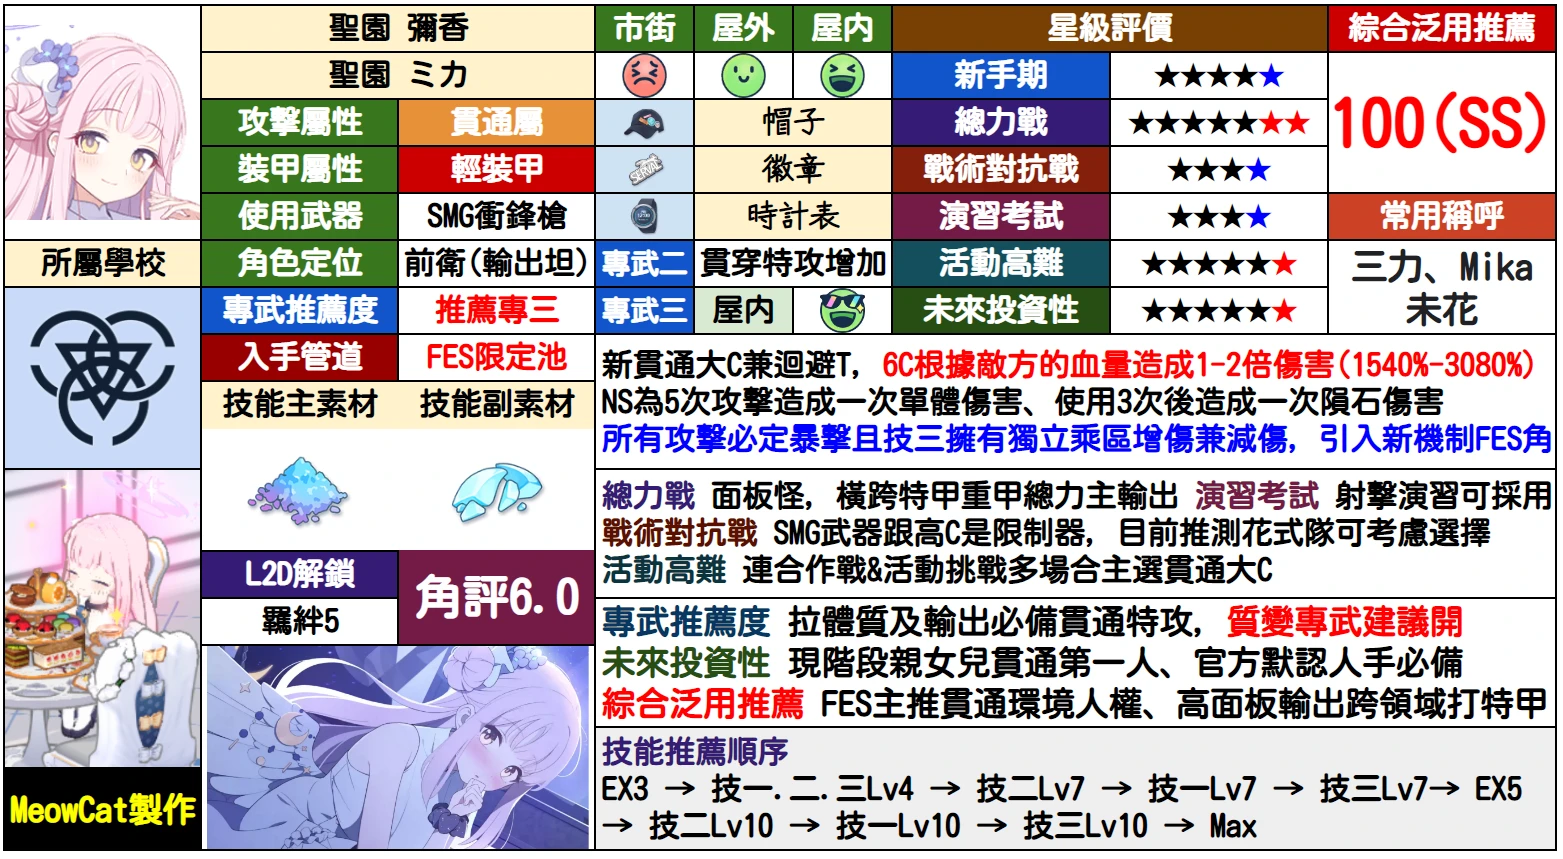 聖園 彌香
聖園 ミカ
市街 屋外 屋内
星級評價
綜合泛用推薦
新手期 ★★★★★
100(SS)
攻擊屬性 貫通屬
帽子
總力戰 ★★★★★★★
裝甲屬性 輕裝甲
SERVAL
徽章
戰術對抗戰 ★★★★
使用武器 SMG衝鋒槍
12:00
時計表
演習考試 ★★★★
常用稱呼
所屬學校
角色定位 前衛(輸出坦)
專武二 貫穿特攻增加
活動高難 ★★★★★★
三力、Mika
未花
專武推薦度 推薦專三
專武三 屋内
未來投資性 ★★★★★★
入手管道 FES限定池
技能主素材 技能副素材
新貫通大C兼迴避T, 6C根據敵方的血量造成1-2倍傷害(1540%-3080%)
NS為5次攻擊造成一次單體傷害、使用3次後造成一次隕石傷害
所有攻擊必定暴擊且技三擁有獨立乘區增傷兼減傷, 引入新機制FES角
總力戰 面板怪, 橫跨特甲重甲總力主輸出 演習考試 射擊演習可採用
戰術對抗戰 SMG武器跟高C是限制器, 目前推測花式隊可考慮選擇
活動高難 連合作戰&活動挑戰多場合主選貫通大C
L2D解鎖
羈絆5
角評6.0
專武推薦度 拉體質及輸出必備貫通特攻, 質變專武建議開
未來投資性 現階段親女兒貫通第一人、官方默認人手必備
綜合泛用推薦 FES主推貫通環境人權、高面板輸出跨領域打特甲
技能推薦順序
EX3 → 技一.二.三Lv4 → 技二Lv7 → 技一Lv7 → 技三Lv7→ EX5
→ 技二Lv10 → 技一Lv10 → 技三Lv10 → Max
MeowCat製作